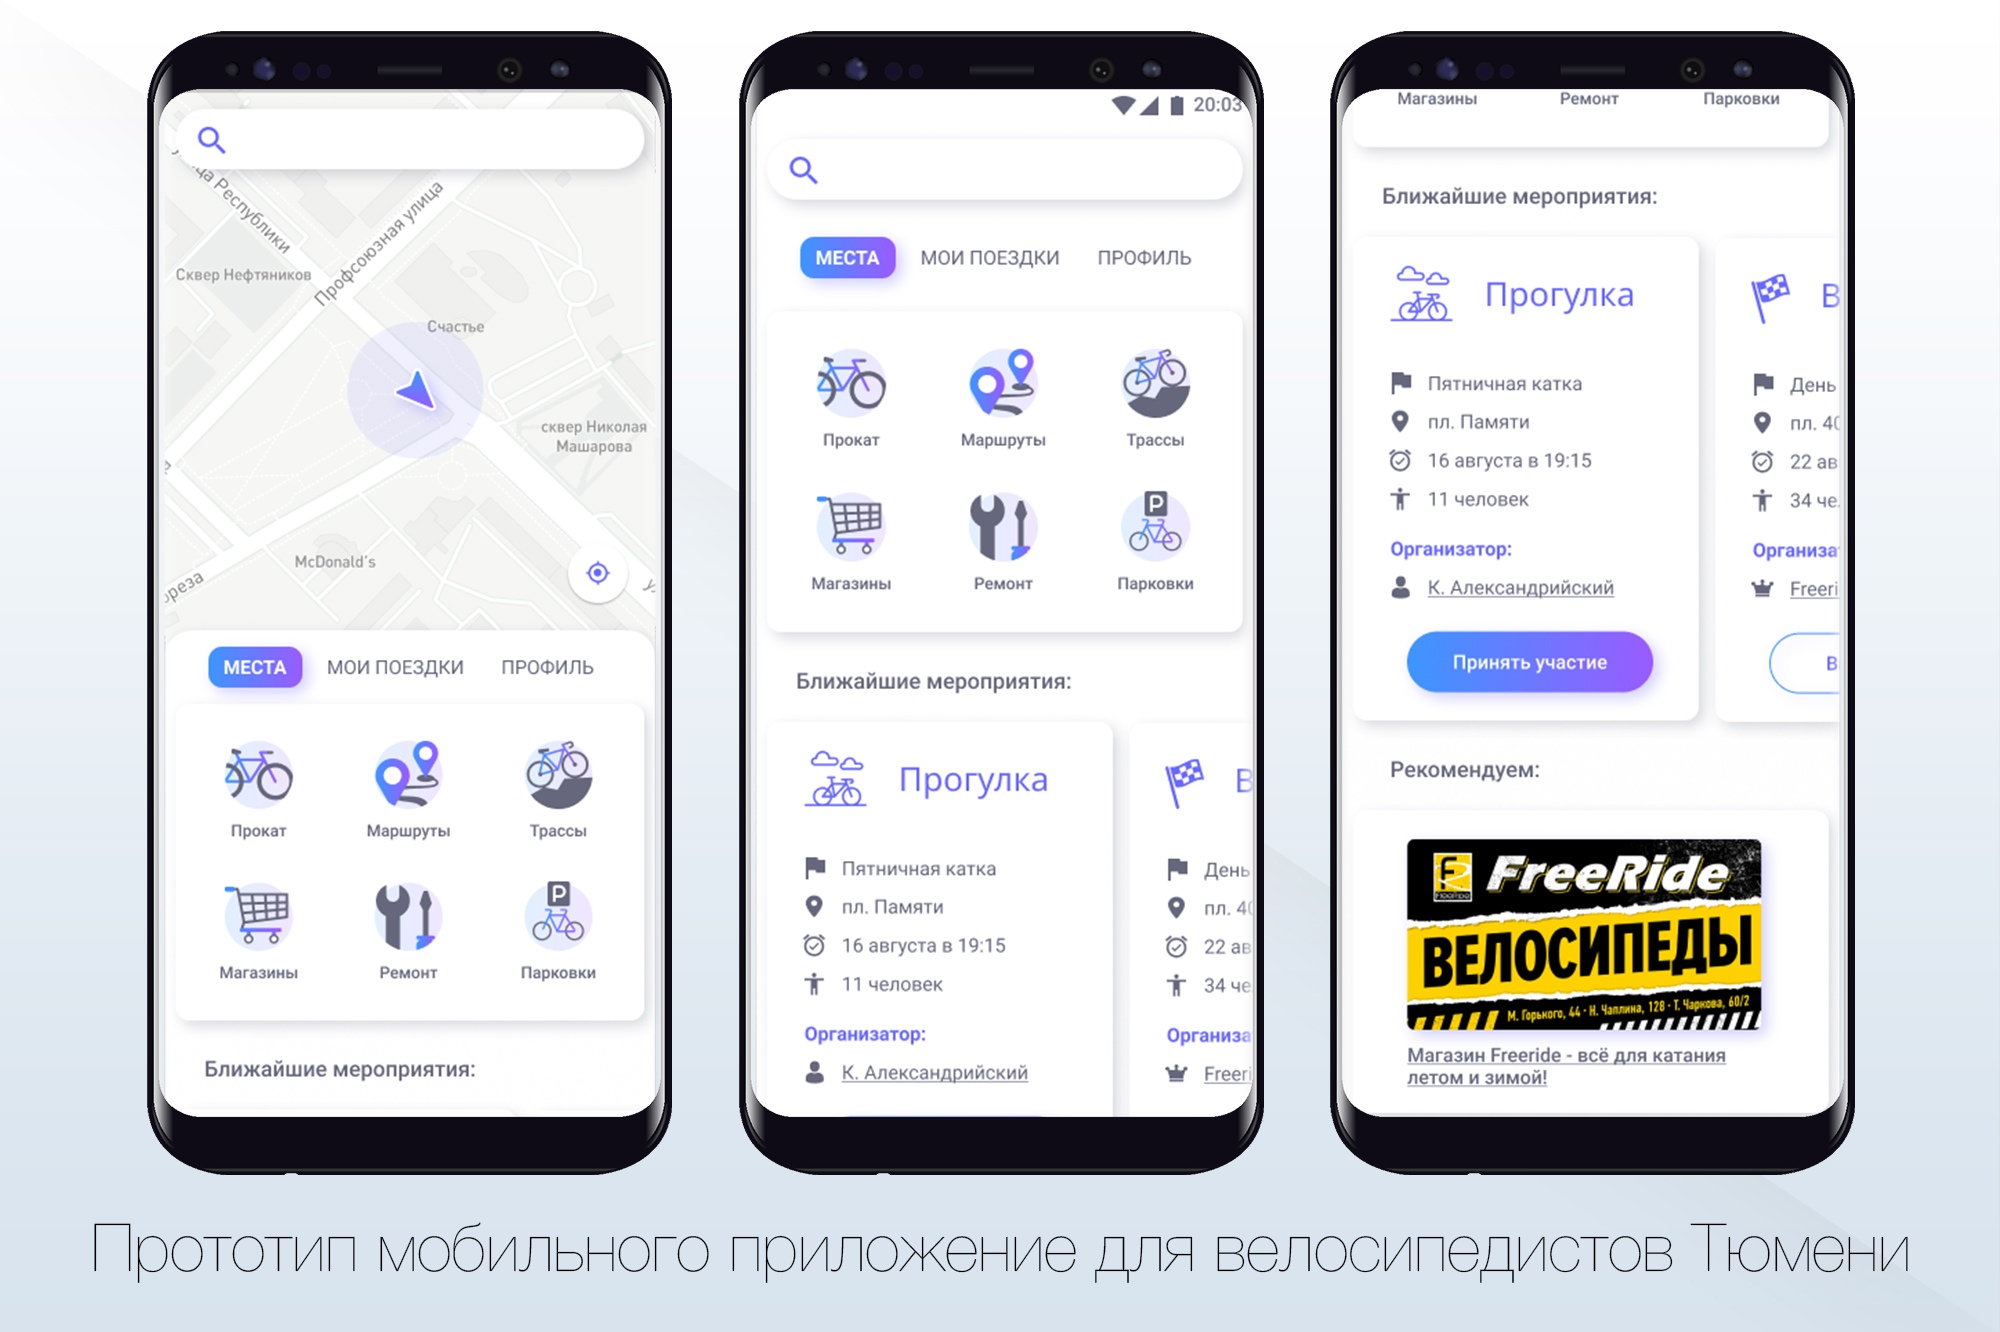 ица Республики
Профсоюзная улица
Сквер Нефтяников
Счастье
сквер Николая
Машарова
McDonald's
МЕСТА МОИ ПОЕЗДКИ ПРОФИЛЬ
Прокат Маршруты Трассы
Магазины Ремонт Парковки
Ближайшие мероприятия:
20:03
МЕСТА МОИ ПОЕЗДКИ ПРОФИЛЬ
Прокат Маршруты Трассы
P
Магазины Ремонт Парковки
Ближайшие мероприятия:
Прогулка В
Пятничная катка День
пл. Памяти пл. 40
16 августа в 19:15 22 ав
11 человек 34 че
Организатор: Организа
К. Александрийский Freeri
Магазины Ремонт Парковки
Ближайшие мероприятия:
Прогулка В
Пятничная катка День
пл. Памяти пл. 40
16 августа в 19:15 22 ав
11 человек 34 че.
Организатор: Организа
К. Александрийский Freeri
Принять участие В
Рекомендуем:
FreeRide
ВЕЛОСИПЕДЫ
М. Горького, 44 · Н. Чаплина, 128 · Т. Чаркова, 60/2
Магазин Freeride - всё для катания
летом и зимой!
Прототип мобильного приложение для велосипедистов Тюмени